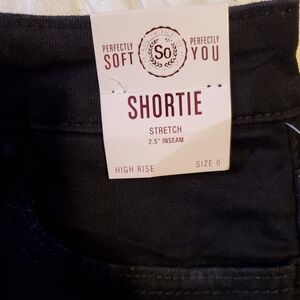 PERFECTLY SOFT
So
PERFECTLY YOU
SHORTIE
STRETCH
2.5" INSEAM
HIGH RISE
SIZE 0